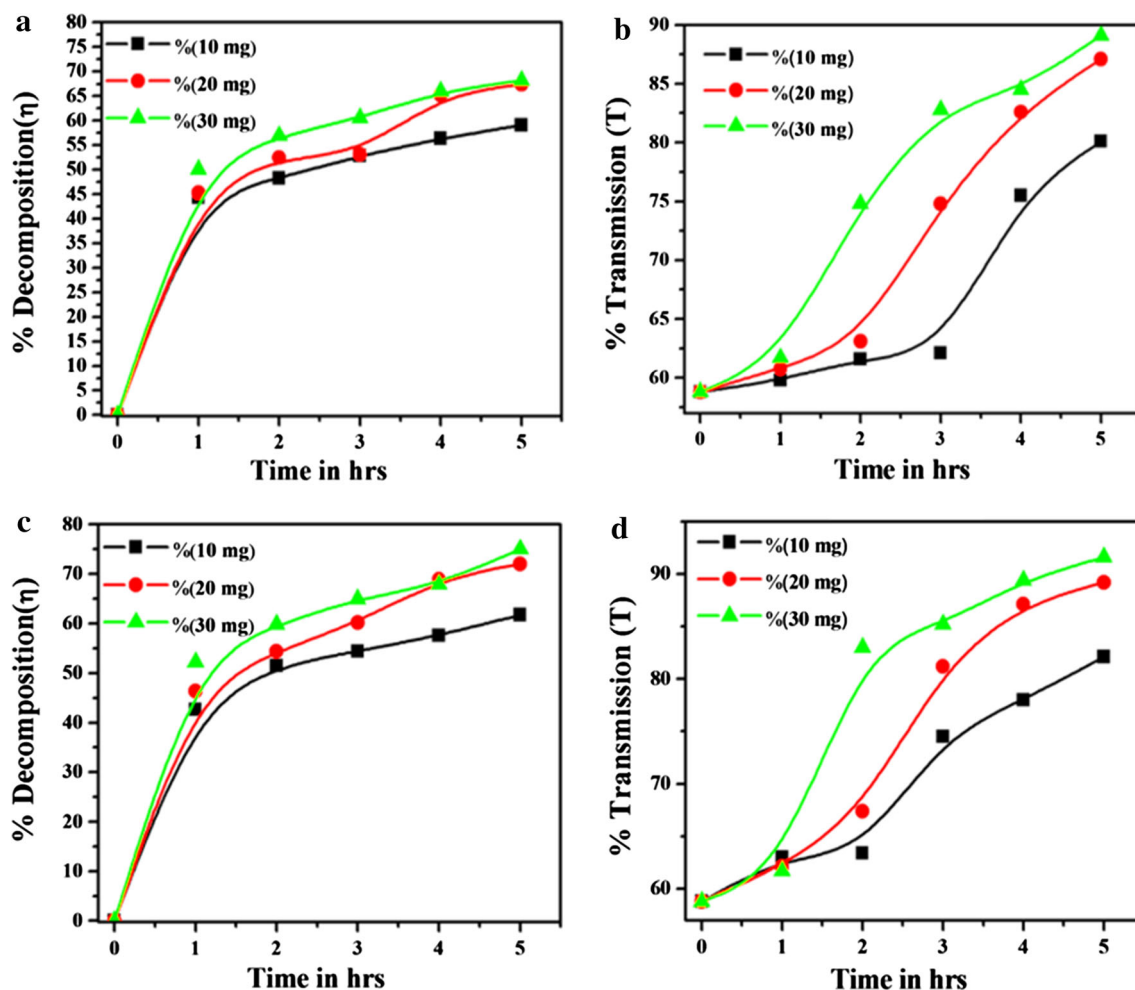 a
80
75
70
65
60
55
50
45
40
35
30
25
20
15
10
5
0
% Decomposition(η)
%(10 mg)
%(20 mg)
%(30 mg)
0 1 2 3 4 5
Time in hrs
b
90
85
80
75
70
65
60
% Transmission (T)
%(10 mg)
%(20 mg)
%(30 mg)
0 1 2 3 4 5
Time in hrs
c
80
70
60
50
40
30
20
10
0
% Decomposition(η)
%(10 mg)
%(20 mg)
%(30 mg)
0 1 2 3 4 5
Time in hrs
d
90
80
70
60
% Transmission (T)
%(10 mg)
%(20 mg)
%(30 mg)
0 1 2 3 4 5
Time in hrs